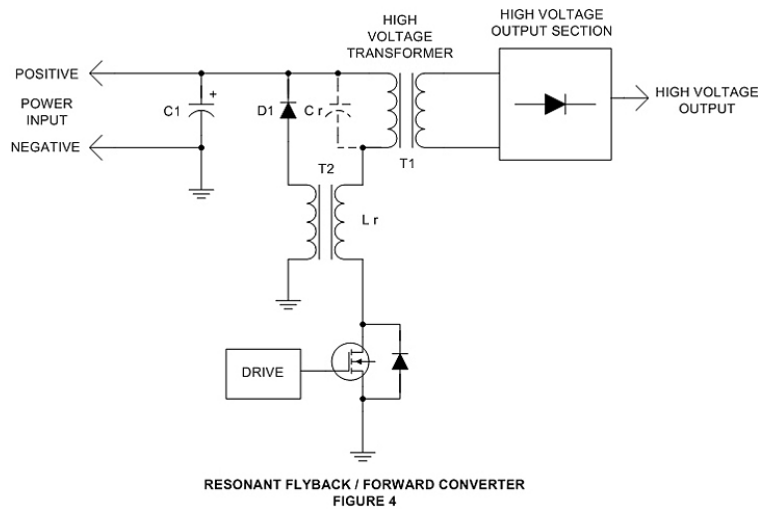 HIGH
VOLTAGE
TRANSFORMER
HIGH VOLTAGE
OUTPUT SECTION
POSITIVE
POWER
INPUT
NEGATIVE
+
C1
D1
C r
T1
HIGH VOLTAGE
OUTPUT
T2
L r
DRIVE
RESONANT FLYBACK / FORWARD CONVERTER
FIGURE 4